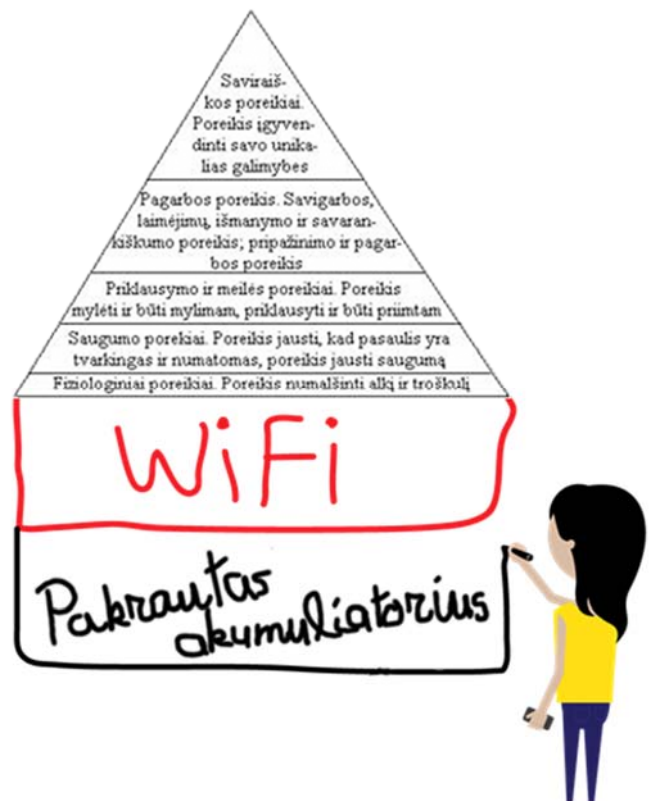 Saviraiš-
kos poreikiai.
Poreikis įgyven-
dinti savo unika-
lias galimybes
Pagarbos poreikis. Savigarbos,
laimėjimų, išmanymo ir savaran-
kiškumo poreikis; pripažinimo ir pagar-
bos poreikis
Priklausymo ir meilės poreikiai. Poreikis
mylėti ir būti mylimam, priklausyti ir būti priimtam
Saugumo porekiai. Poreikis jausti, kad pasaulis yra
tvarkingas ir numatomas, poreikis jausti saugumą
Fiziologiniai poreikiai. Poreikis numalšinti alkį ir troškulį
WiFi
Pakrautas
akumuliatorius